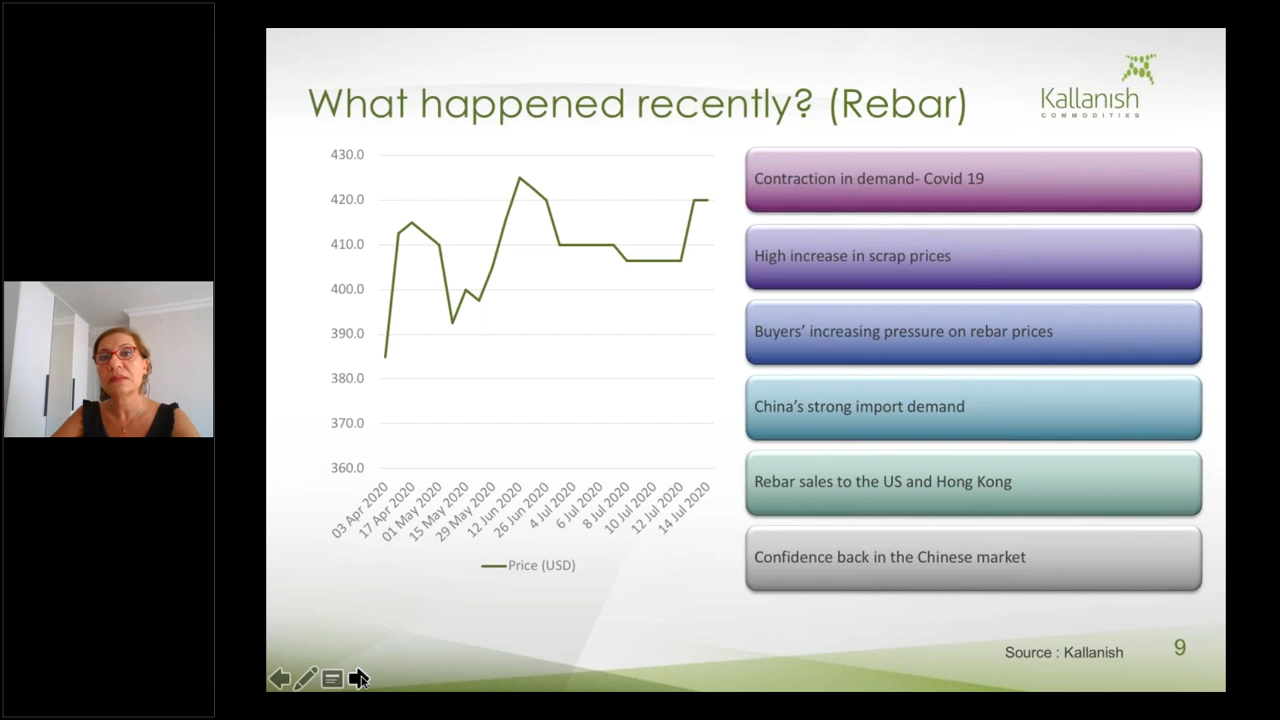 What happened recently? (Rebar)
Kallanish
COMMODITIES
430.0
420.0
410.0
400.0
390.0
380.0
370.0
360.0
03 Apr 2020
17 Apr 2020
01 May 2020
15 May 2020
29 May 2020
12 Jun 2020
26 Jun 2020
4 Jul 2020
6 Jul 2020
8 Jul 2020
10 Jul 2020
12 Jul 2020
14 Jul 2020
Price (USD)
Contraction in demand- Covid 19
High increase in scrap prices
Buyers’ increasing pressure on rebar prices
China’s strong import demand
Rebar sales to the US and Hong Kong
Confidence back in the Chinese market
Source : Kallanish
9